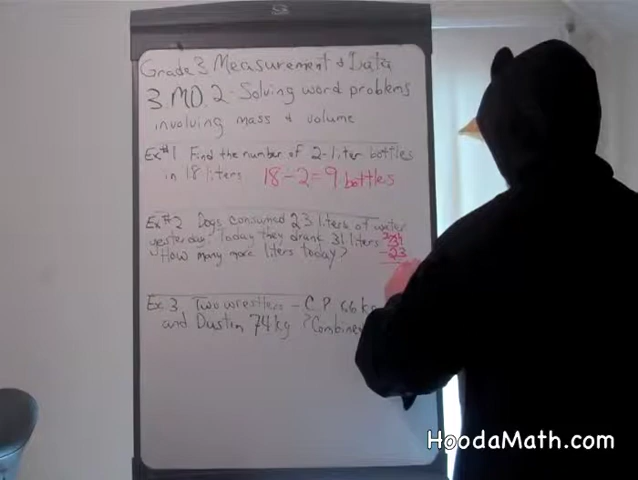 Grade 3 Measurement & Data
3.MD.2 - Solving word problems
involving mass & volume
Ex#1 Find the number of 2-liter bottles
in 18 liters 18÷2=9 bottles
Ex#2 Dogs consumed 23 liters of water
yesterday. Today they drank 31 liters
How many more liters today?
-23
Ex 3. Two wrestlers - C.P. 66 kg
and Dustin 74 kg ? Combine
HoodaMath.com